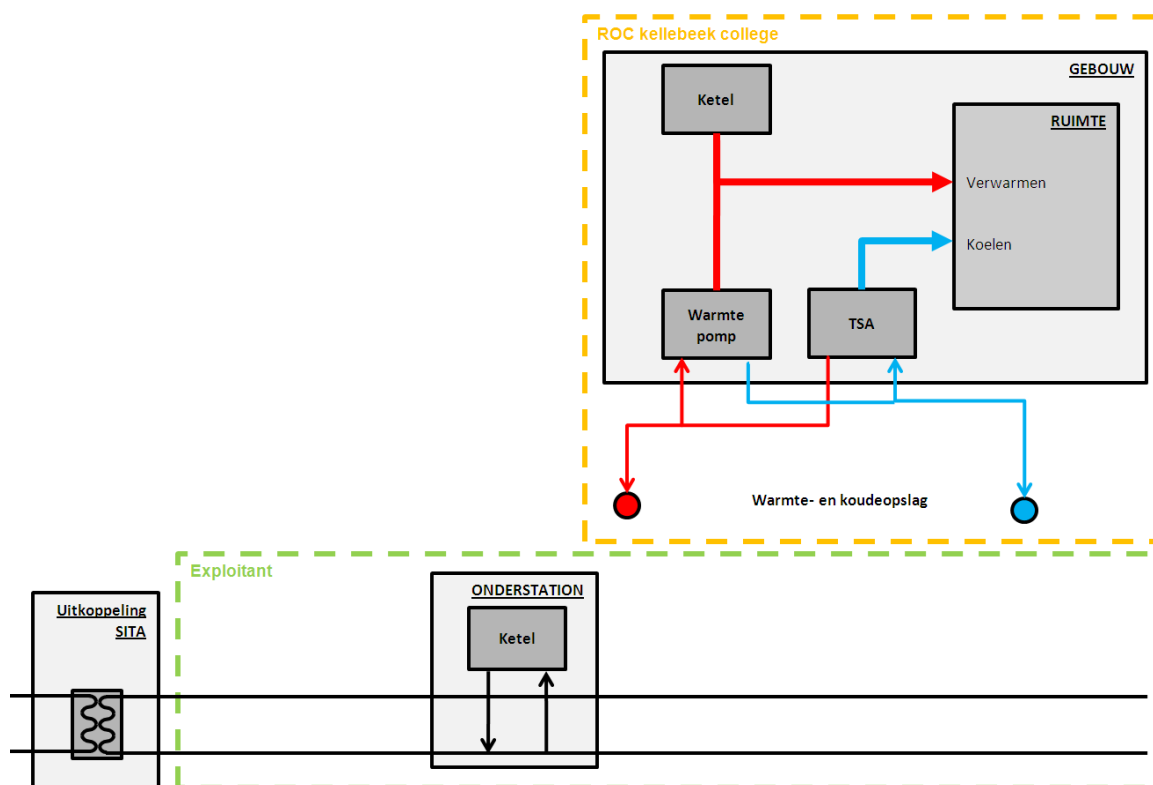 ROC kellebeek college
GEBOUW
Ketel
RUIMTE
Verwarmen
Koelen
Warmte
pomp
TSA
Warmte- en koudeopslag
Exploitant
Uitkoppeling
SITA
ONDERSTATION
Ketel